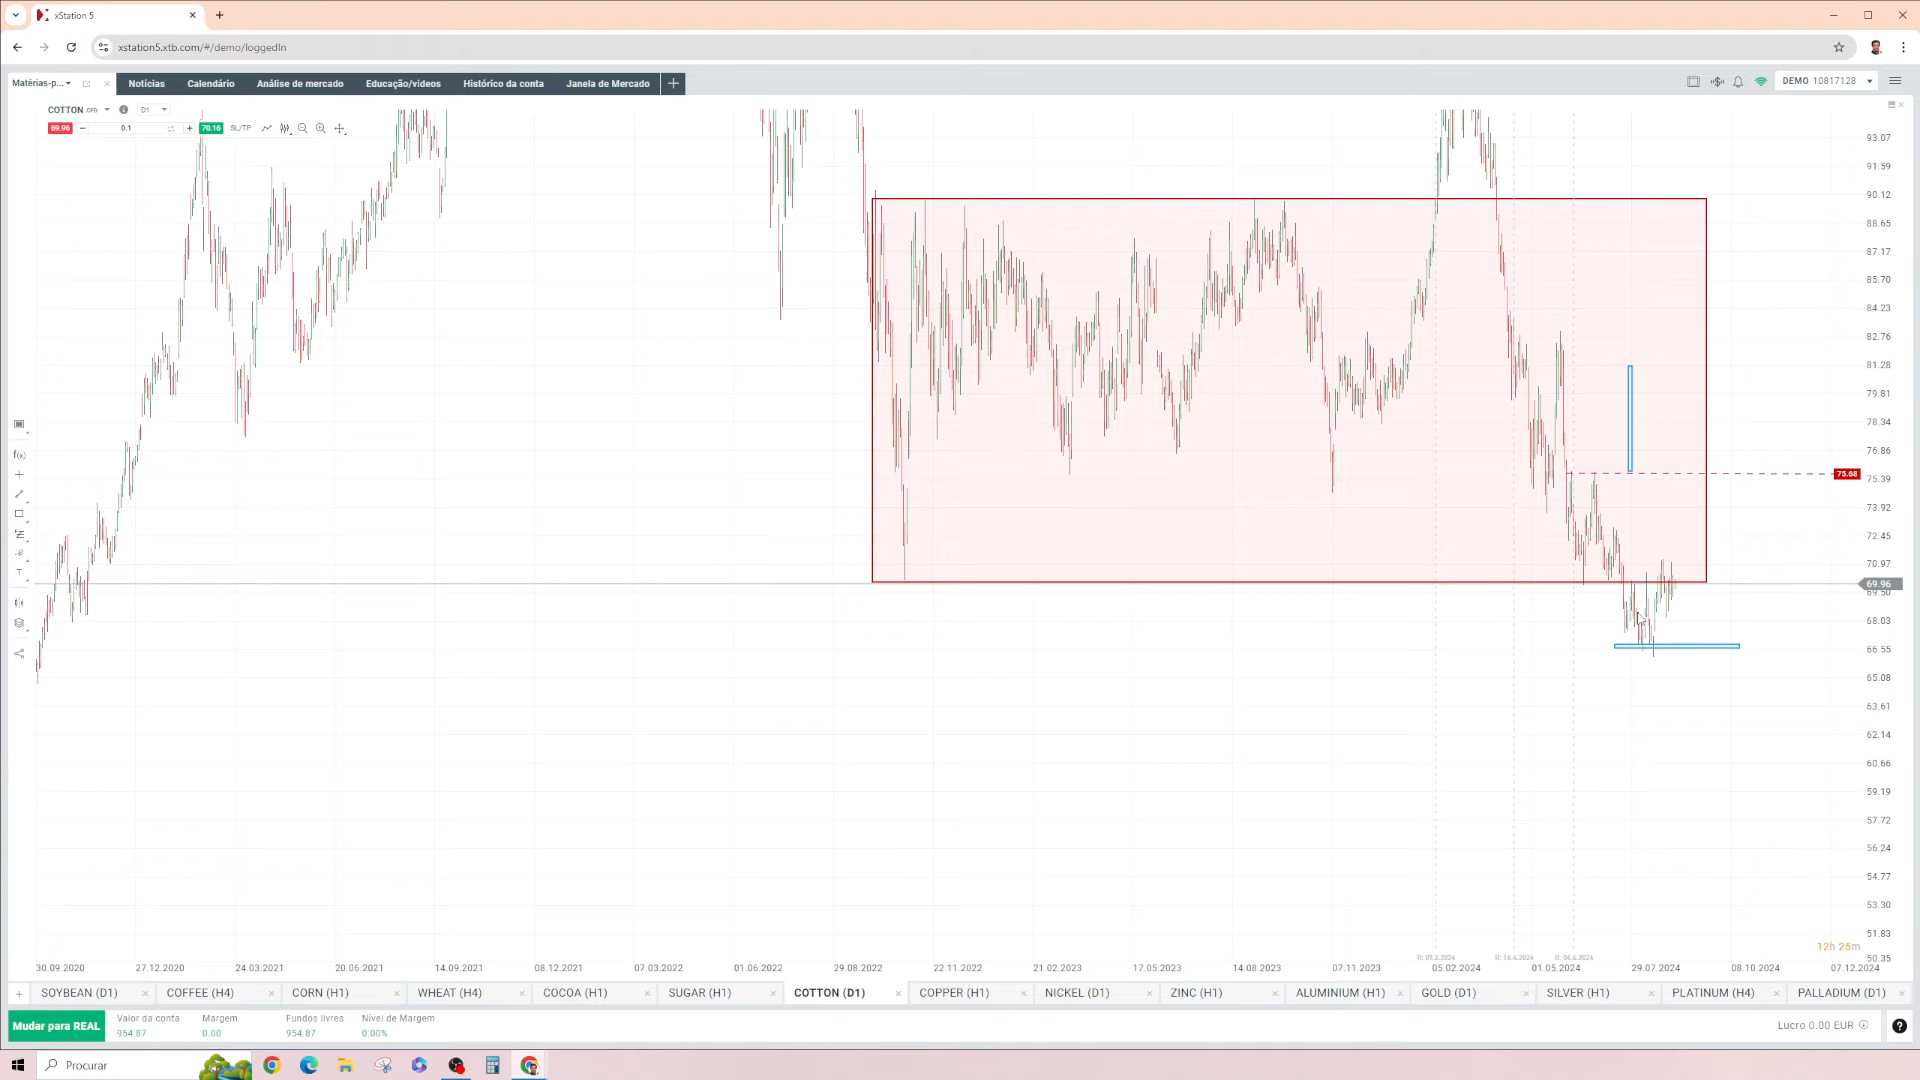 xStation 5
xstation5.xtb.com/#/demo/loggedIn
Matérias-p...
Notícias
Calendário
Análise de mercado
Educação/vídeos
Histórico da conta
Janela de Mercado
DEMO 10817128
COTTON CFD
D1
69.96
0.1
70.16
SL/TP
93.07
91.59
90.12
88.65
87.17
85.70
84.23
82.76
81.28
79.81
78.34
76.86
75.68
75.39
73.92
72.45
70.97
69.96
69.50
68.03
66.55
65.08
63.61
62.14
60.66
59.19
57.72
56.24
54.77
53.30
51.83
50.35
f(x)
T
12h 25m
R: 16.4.2024
30.09.2020
27.12.2020
24.03.2021
20.06.2021
14.09.2021
08.12.2021
07.03.2022
01.06.2022
29.08.2022
22.11.2022
21.02.2023
17.05.2023
14.08.2023
07.11.2023
05.02.2024
01.05.2024
29.07.2024
08.10.2024
07.12.2024
SOYBEAN (D1)
COFFEE (H4)
CORN (H1)
WHEAT (H4)
COCOA (H1)
SUGAR (H1)
COTTON (D1)
COPPER (H1)
NICKEL (D1)
ZINC (H1)
ALUMINIUM (H1)
GOLD (D1)
SILVER (H1)
PLATINUM (H4)
PALLADIUM (D1)
Mudar para REAL
Valor da conta
954.87
Margem
0.00
Fundos livres
954.87
Nível de Margem
0.00%
Lucro 0.00 EUR
Procurar